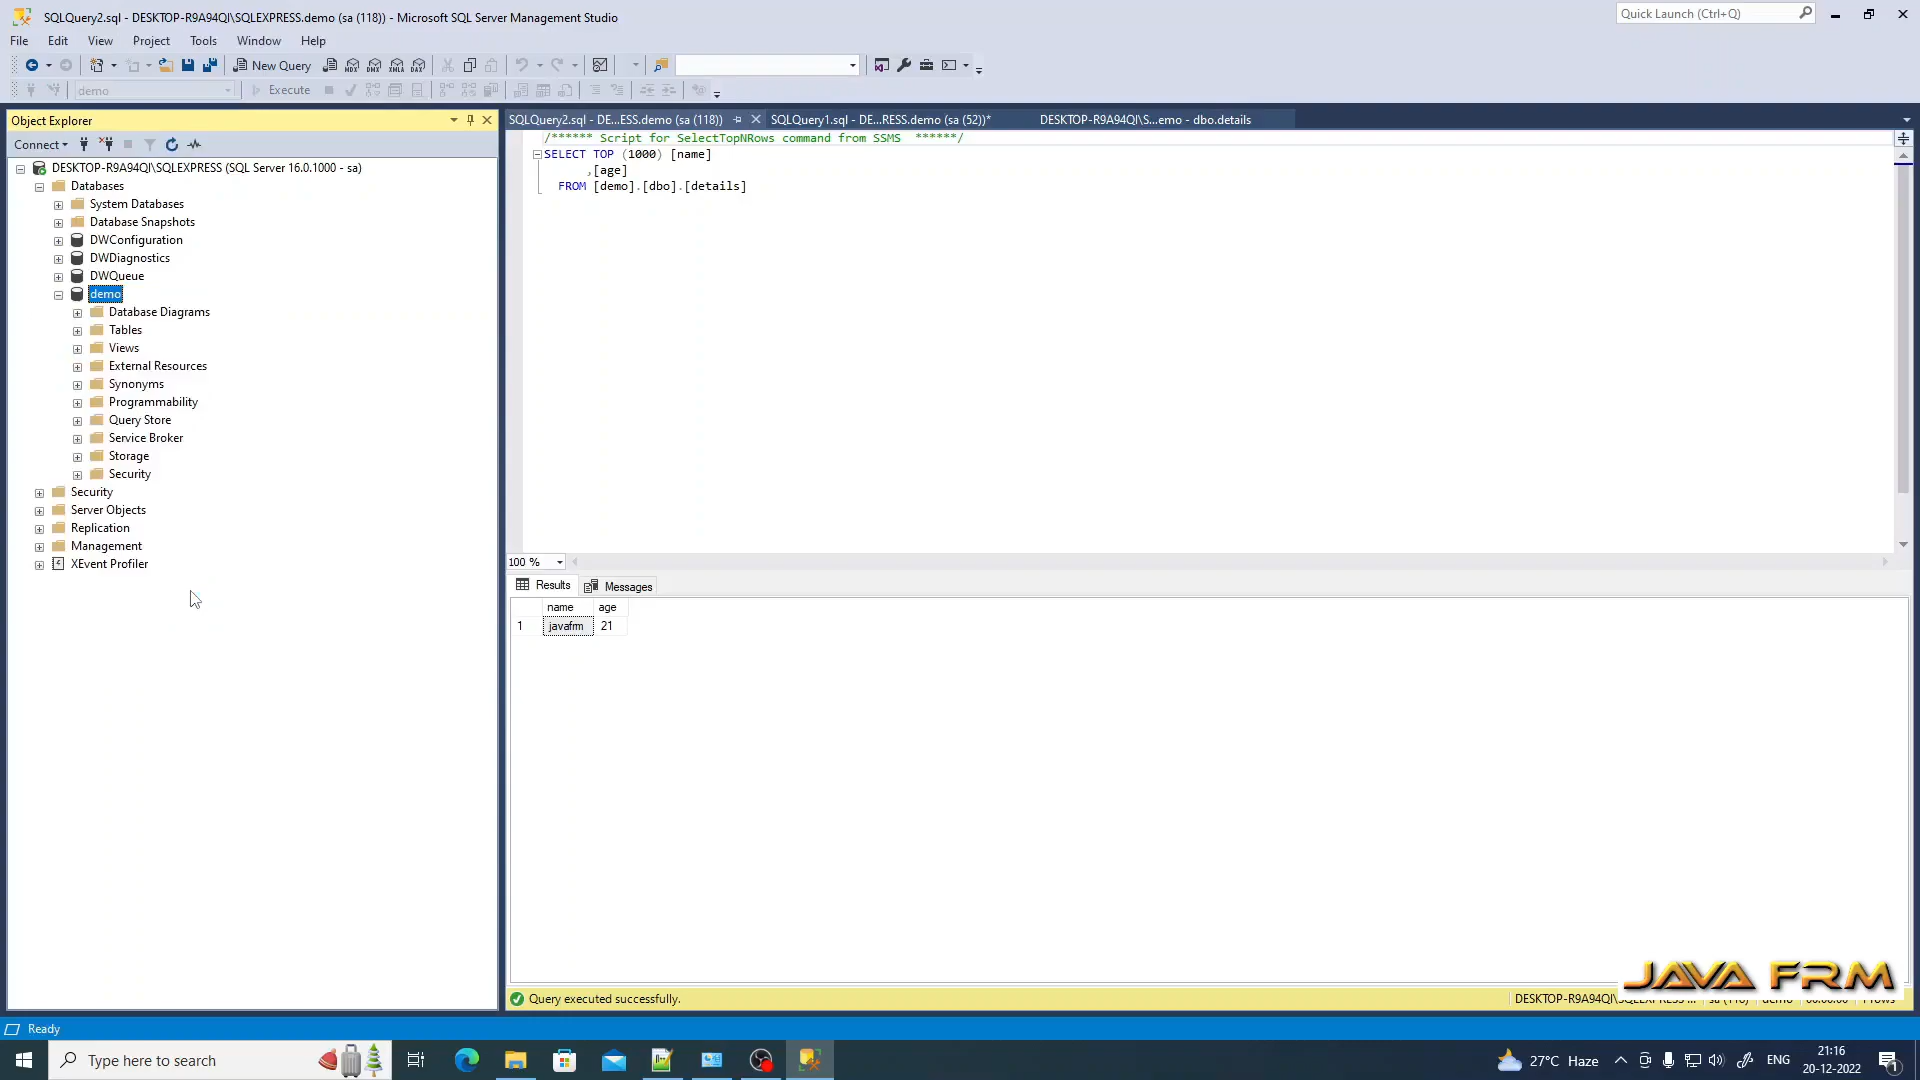 SQLQuery2.sql - DESKTOP-R9A94QI\SQLEXPRESS.demo (sa (118)) - Microsoft SQL Server Management Studio
Quick Launch (Ctrl+Q)
File Edit View Project Tools Window Help
New Query
demo
Execute
Object Explorer
SQLQuery2.sql - DE...ESS.demo (sa (118))
SQLQuery1.sql - DE...RESS.demo (sa (52))*
DESKTOP-R9A94QI\S...emo - dbo.details
Connect
DESKTOP-R9A94QI\SQLEXPRESS (SQL Server 16.0.1000 - sa)
Databases
System Databases
Database Snapshots
DWConfiguration
DWDiagnostics
DWQueue
demo
Database Diagrams
Tables
Views
External Resources
Synonyms
Programmability
Query Store
Service Broker
Storage
Security
Security
Server Objects
Replication
Management
XEvent Profiler
/****** Script for SelectTopNRows command from SSMS ******/
SELECT TOP (1000) [name]
,[age]
FROM [demo].[dbo].[details]
100 %
Results Messages
name age
1 javafrm 21
JAVA FRM
Query executed successfully.
Ready
Type here to search
27°C Haze
ENG
21:16
20-12-2022
1